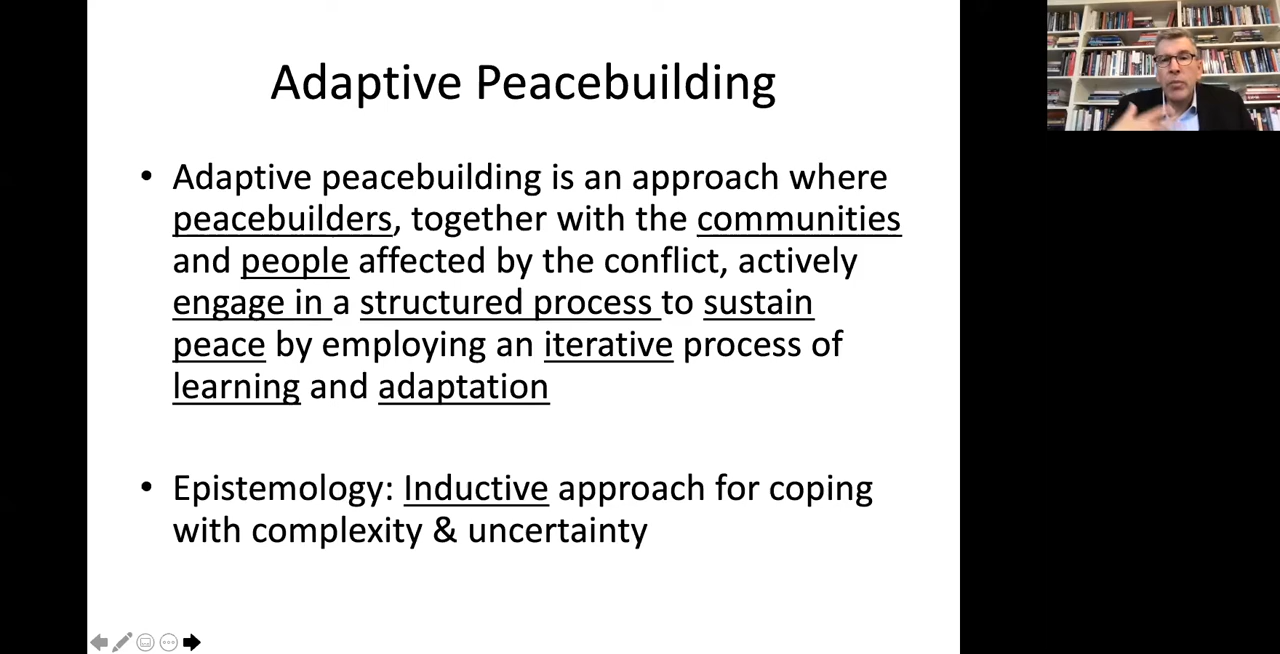 Adaptive Peacebuilding
• Adaptive peacebuilding is an approach where
peacebuilders, together with the communities
and people affected by the conflict, actively
engage in a structured process to sustain
peace by employing an iterative process of
learning and adaptation
• Epistemology: Inductive approach for coping
with complexity & uncertainty